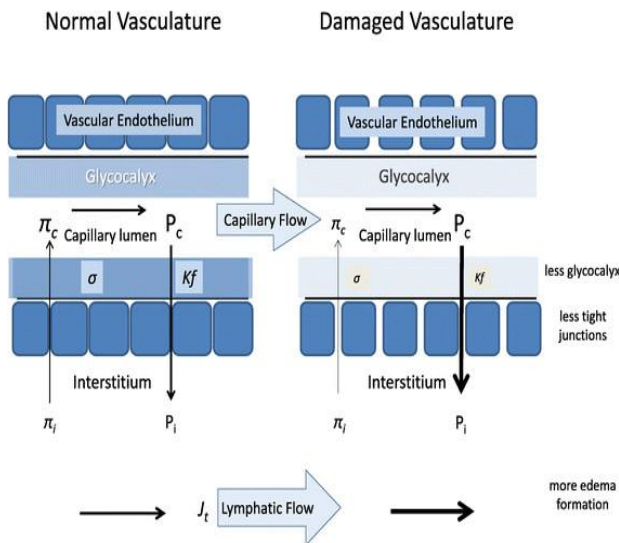 Normal Vasculature
Damaged Vasculature
Vascular Endothelium
Vascular Endothelium
Glycocalyx
Glycocalyx
πc
Pc
Capillary Flow
πc
Pc
Capillary lumen
Capillary lumen
σ
Kf
σ
Kf
less glycocalyx
less tight
junctions
Interstitium
Interstitium
πi
Pi
πi
Pi
Jt
Lymphatic Flow
more edema
formation